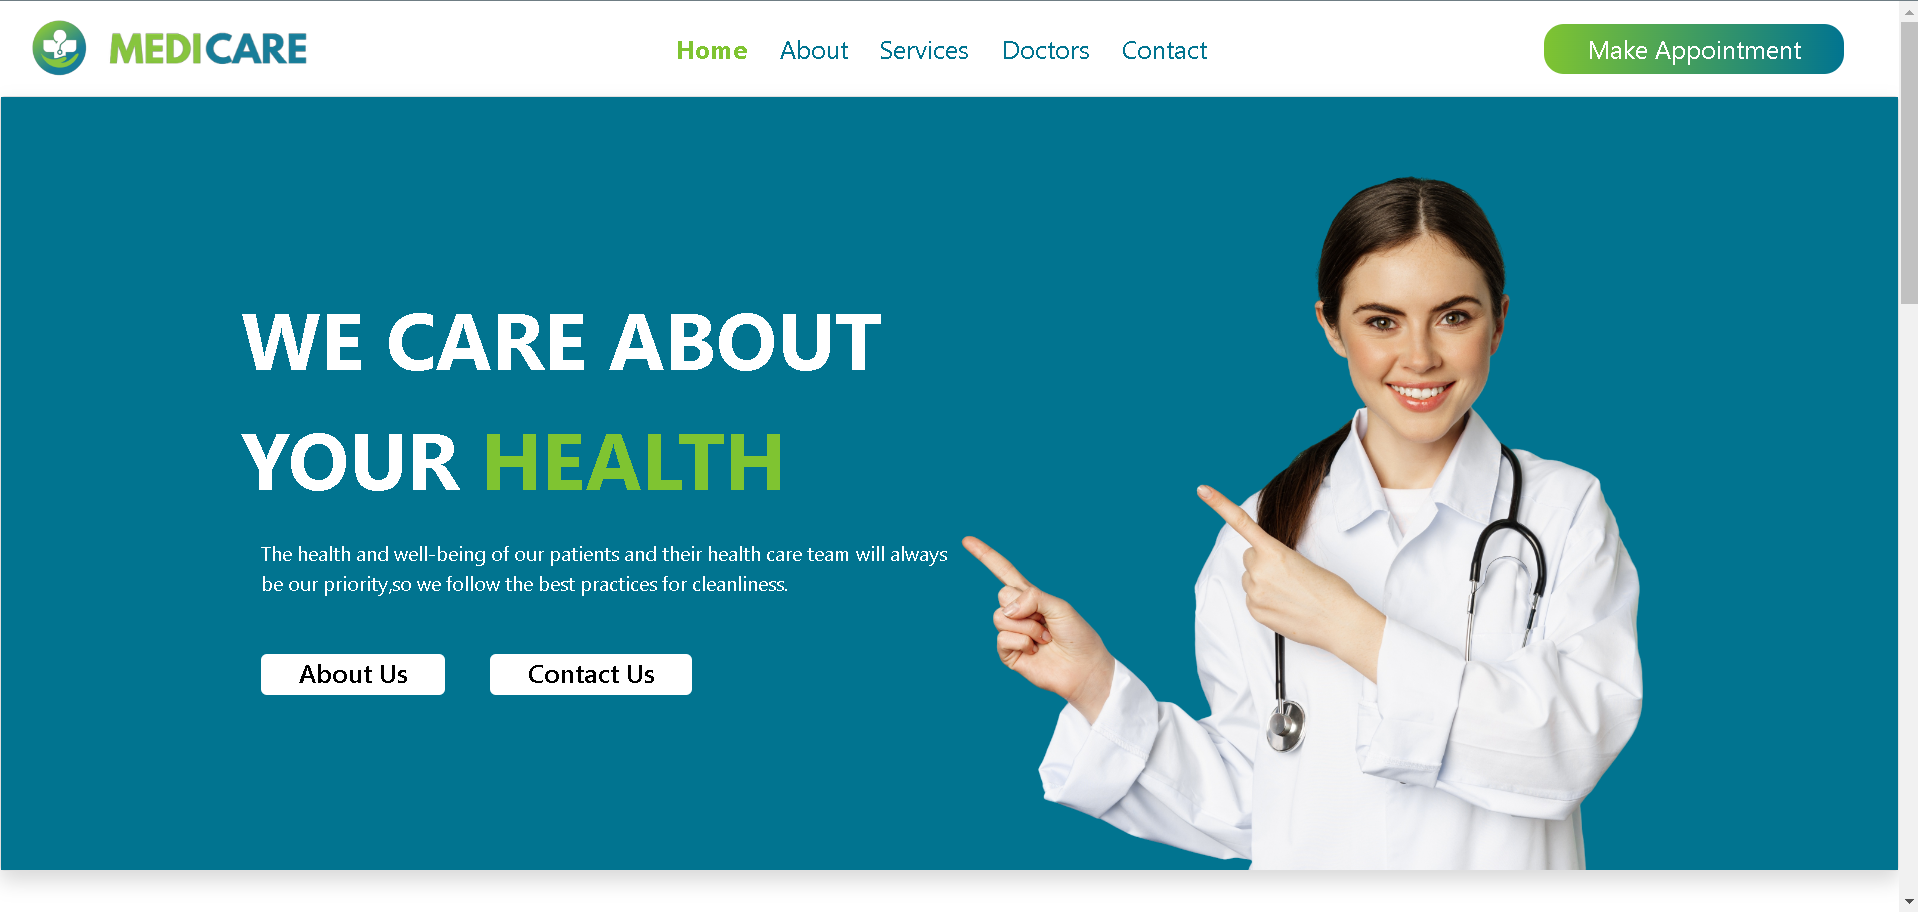 MEDICARE
Home
About
Services
Doctors
Contact
Make Appointment
WE CARE ABOUT
YOUR HEALTH
The health and well-being of our patients and their health care team will always
be our priority,so we follow the best practices for cleanliness.
About Us
Contact Us